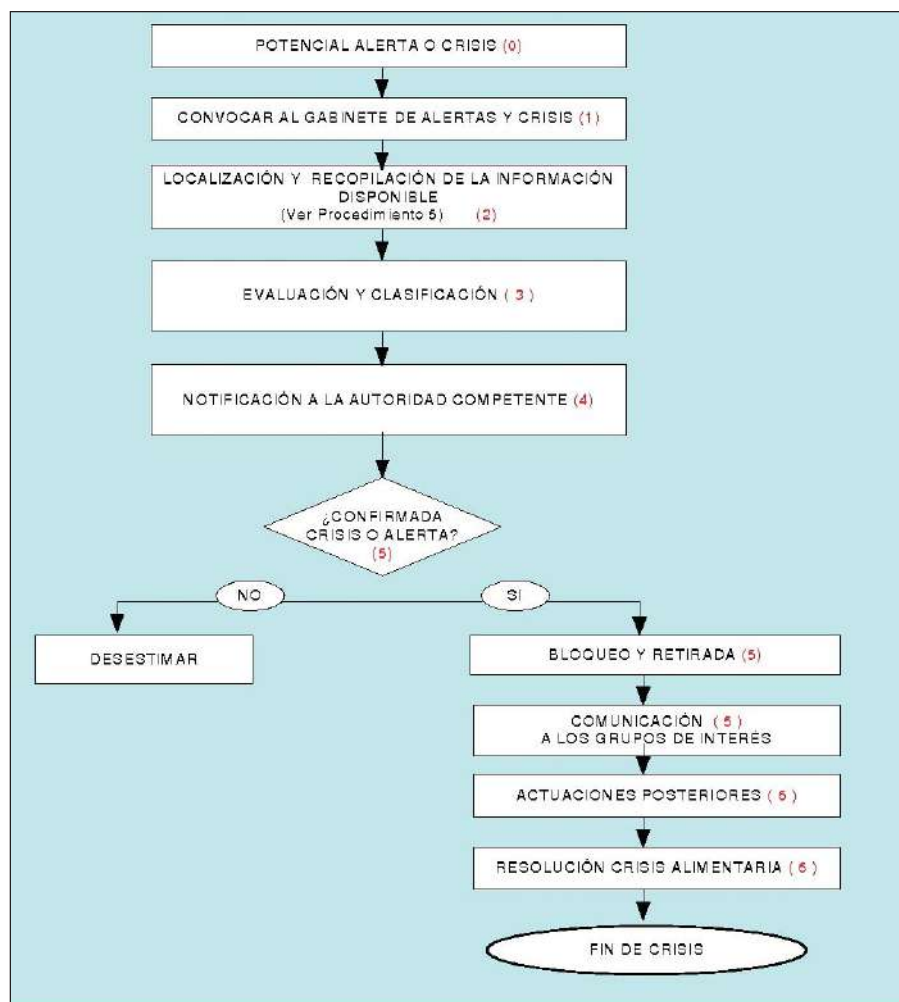 POTENCIAL ALERTA O CRISIS (0)
CONVOCAR AL GABINETE DE ALERTAS Y CRISIS (1)
LOCALIZACIÓN Y RECOPILACIÓN DE LA INFORMACIÓN
DISPONIBLE
(Ver Procedimiento 5) (2)
EVALUACIÓN Y CLASIFICACIÓN ( 3 )
NOTIFICACIÓN A LA AUTORIDAD COMPETENTE (4)
¿CONFIRMADA
CRISIS O ALERTA?
(5)
NO
SI
DESESTIMAR
BLOQUEO Y RETIRADA (5)
COMUNICACIÓN ( 5 )
A LOS GRUPOS DE INTERÉS
ACTUACIONES POSTERIORES ( 5 )
RESOLUCIÓN CRISIS ALIMENTARIA ( 5 )
FIN DE CRISIS